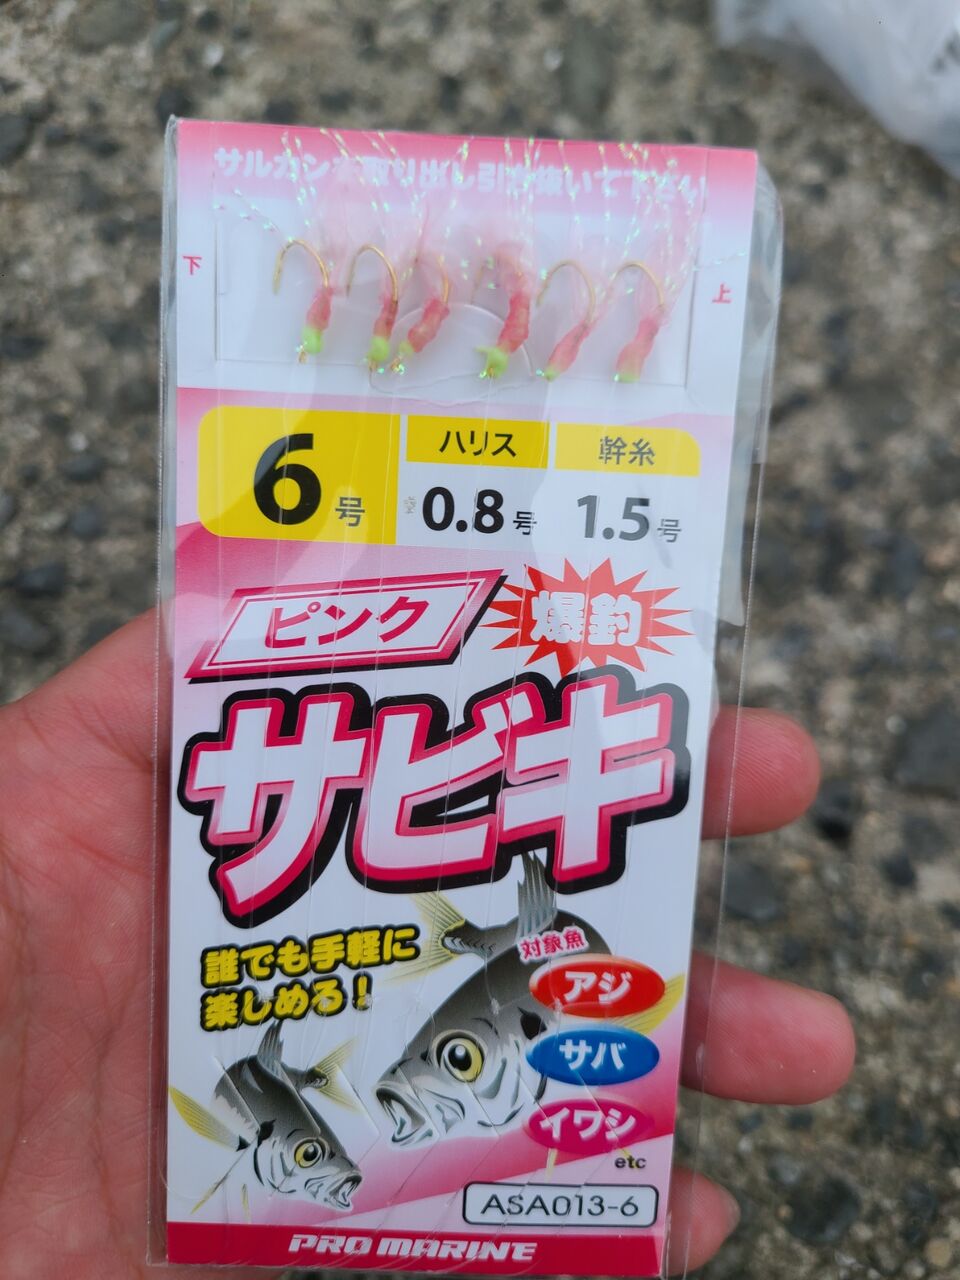 サルカンを取り出し引き抜いて下さい
下
上
6号
ハリス
0.8号
幹糸
1.5号
ピンク
爆釣
サビキ
誰でも手軽に
楽しめる!
対象魚
アジ
サバ
イワシ
etc
ASA013-6
PRO MARINE